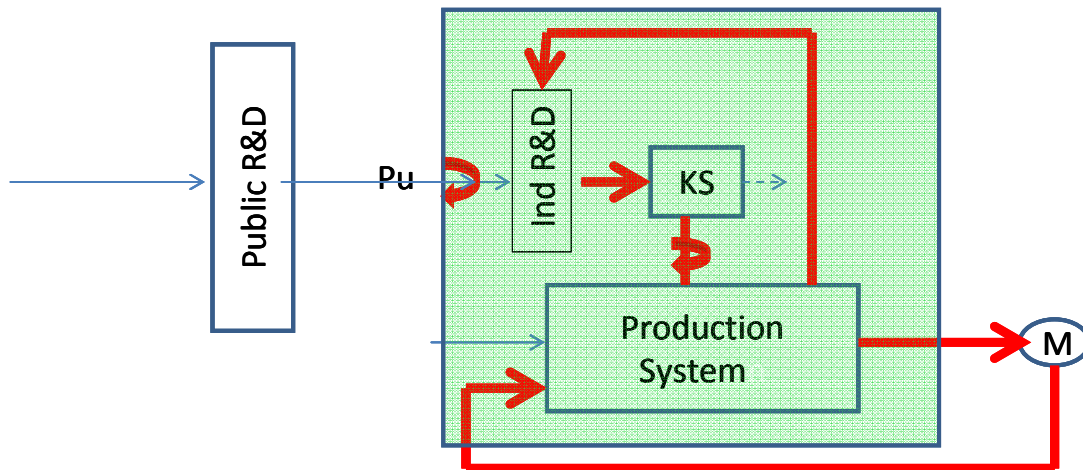 Public R&D
Pu
Ind R&D
KS
Production
System
M